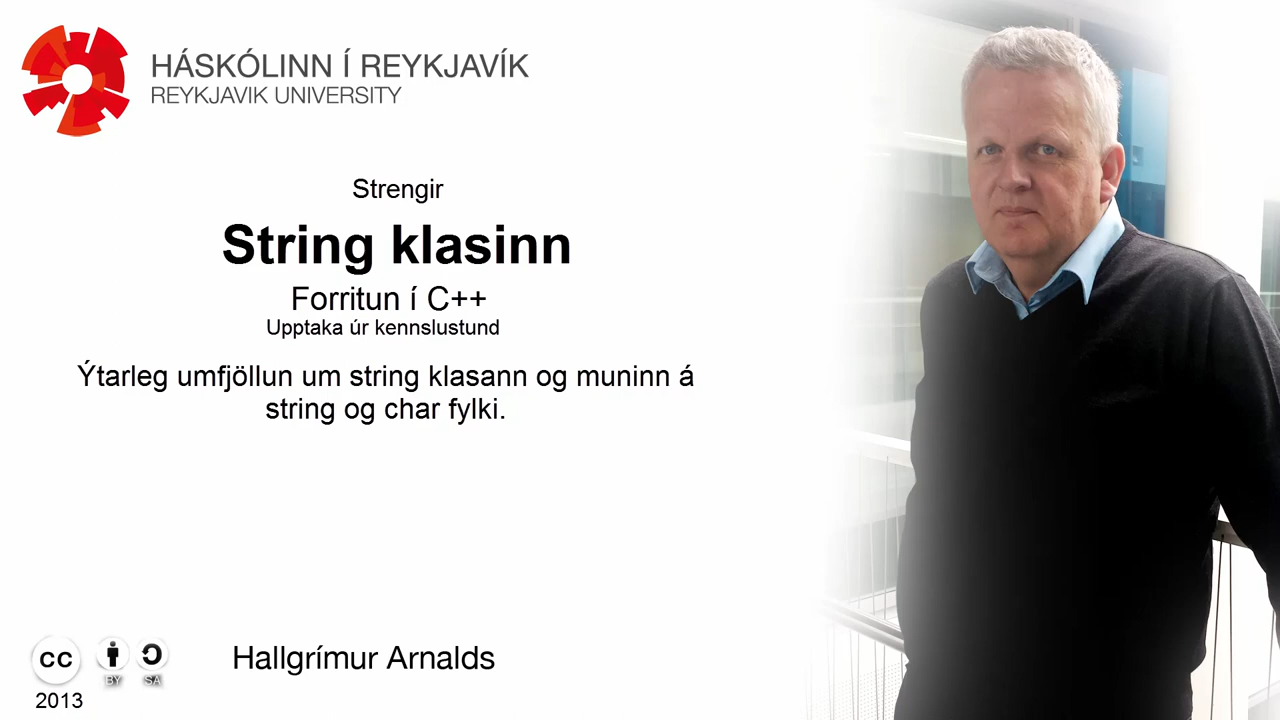 HÁSKÓLINN Í REYKJAVÍK
REYKJAVIK UNIVERSITY
Strengir
String klasinn
Forritun í C++
Upptaka úr kennslustund
Ýtarleg umfjöllun um string klasann og muninn á
string og char fylki.
cc
BY SA
Hallgrímur Arnalds
2013